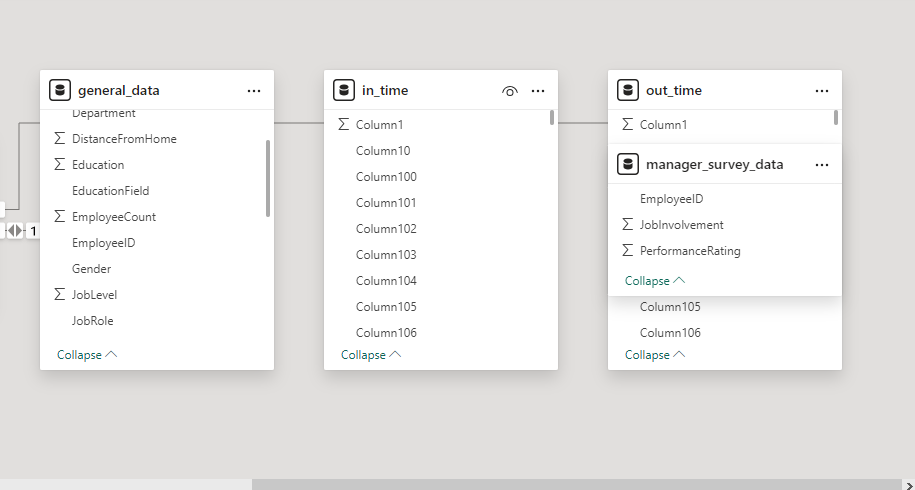 general_data
Department
Σ DistanceFromHome
Σ Education
EducationField
Σ EmployeeCount
EmployeeID
Gender
Σ JobLevel
JobRole
Collapse
1
in_time
Σ Column1
Column10
Column100
Column101
Column102
Column103
Column104
Column105
Column106
Collapse
out_time
Σ Column1
manager_survey_data
EmployeeID
Σ JobInvolvement
Σ PerformanceRating
Collapse
Column105
Column106
Collapse